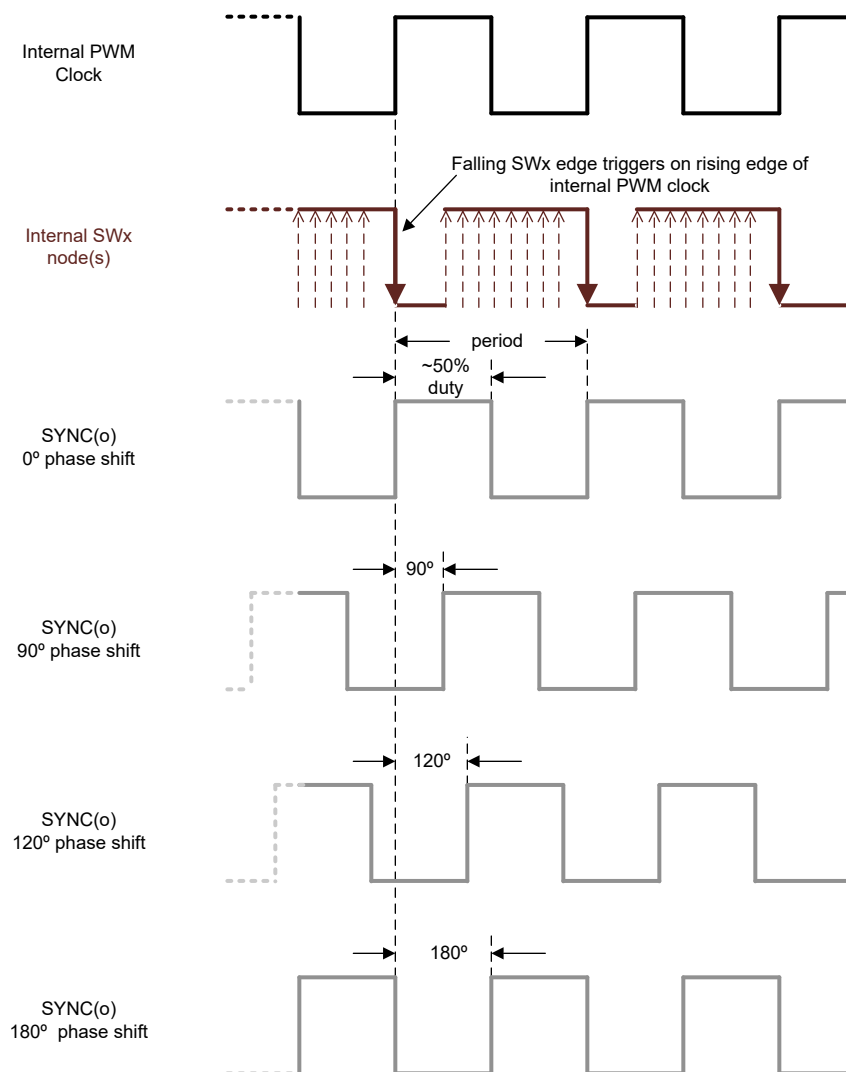 Internal PWM
Clock
Falling SWx edge triggers on rising edge of
internal PWM clock
Internal SWx
node(s)
period
~50%
duty
SYNC(o)
0º phase shift
90º
SYNC(o)
90º phase shift
120º
SYNC(o)
120º phase shift
180º
SYNC(o)
180º  phase shift